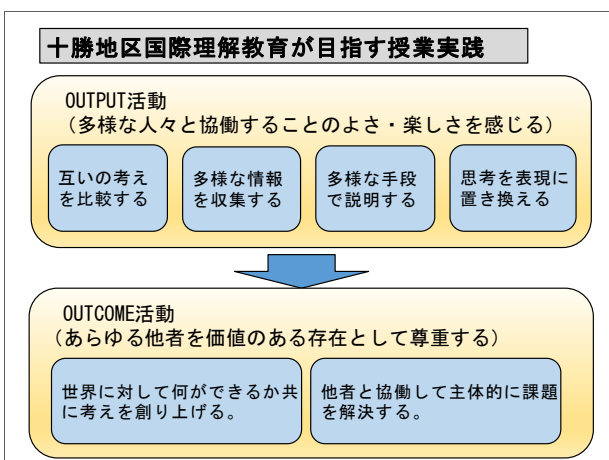 十勝地区国際理解教育が目指す授業実践
OUTPUT活動
（多様な人々と協働することのよさ・楽しさを感じる）
互いの考え
を比較する
多様な情報
を収集する
多様な手段
で説明する
思考を表現に
置き換える
OUTCOME活動
（あらゆる他者を価値のある存在として尊重する）
世界に対して何ができるか共
に考えを創り上げる。
他者と協働して主体的に課題
を解決する。